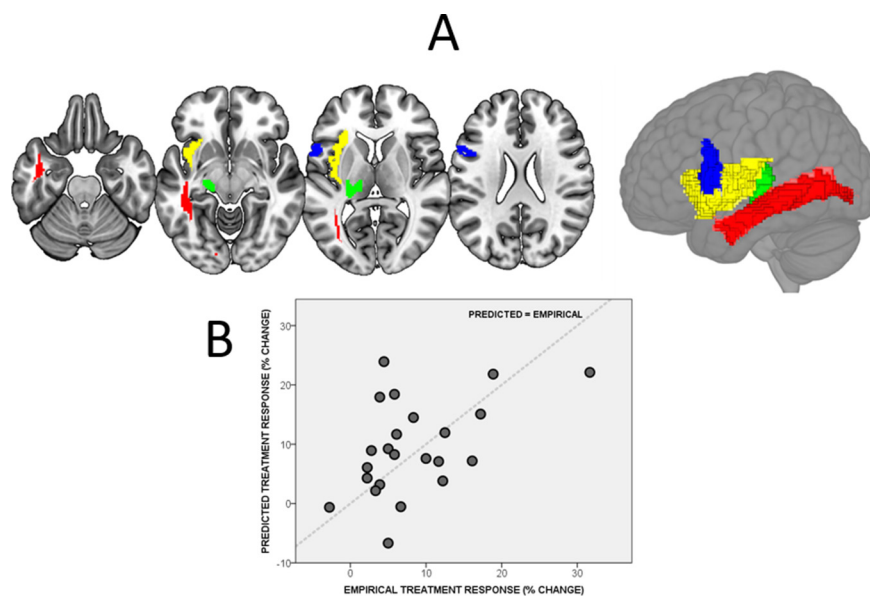 A
B
PREDICTED = EMPIRICAL
PREDICTED TREATMENT RESPONSE (% CHANGE)
30
20
10
0
-10
0
10
20
30
EMPIRICAL TREATMENT RESPONSE (% CHANGE)